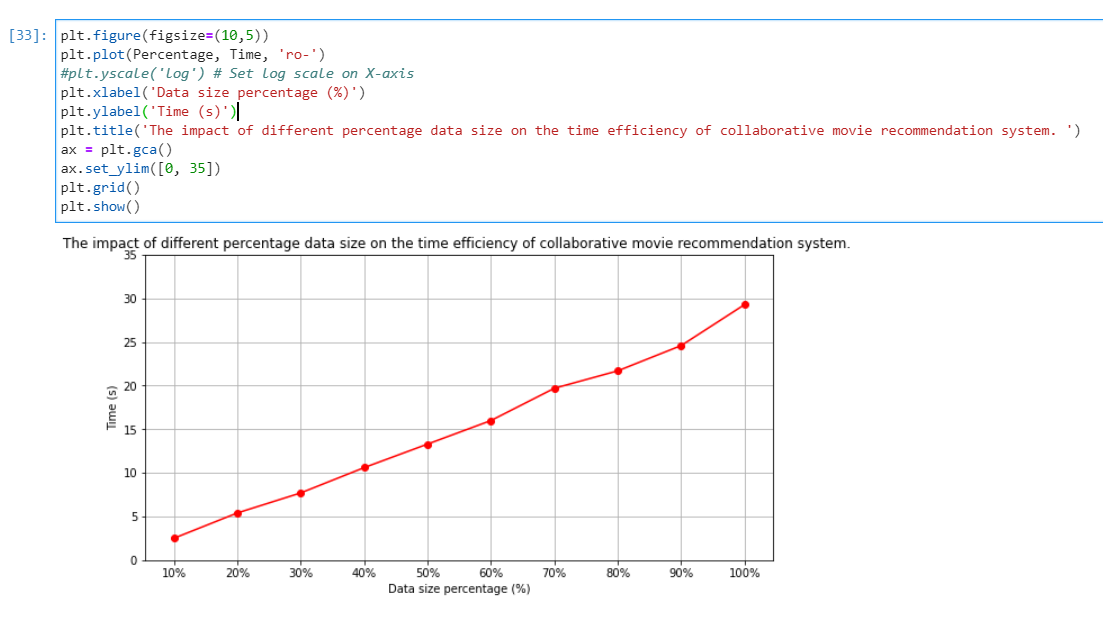 [33]: plt.figure(figsize=(10,5))
plt.plot(Percentage, Time, 'ro-')
#plt.yscale('log') # Set log scale on X-axis
plt.xlabel('Data size percentage (%)')
plt.ylabel('Time (s)')
plt.title('The impact of different percentage data size on the time efficiency of collaborative movie recommendation system. ')
ax = plt.gca()
ax.set_ylim([0, 35])
plt.grid()
plt.show()
The impact of different percentage data size on the time efficiency of collaborative movie recommendation system.
35
30
25
20
15
10
5
0
Time (s)
10% 20% 30% 40% 50% 60% 70% 80% 90% 100%
Data size percentage (%)